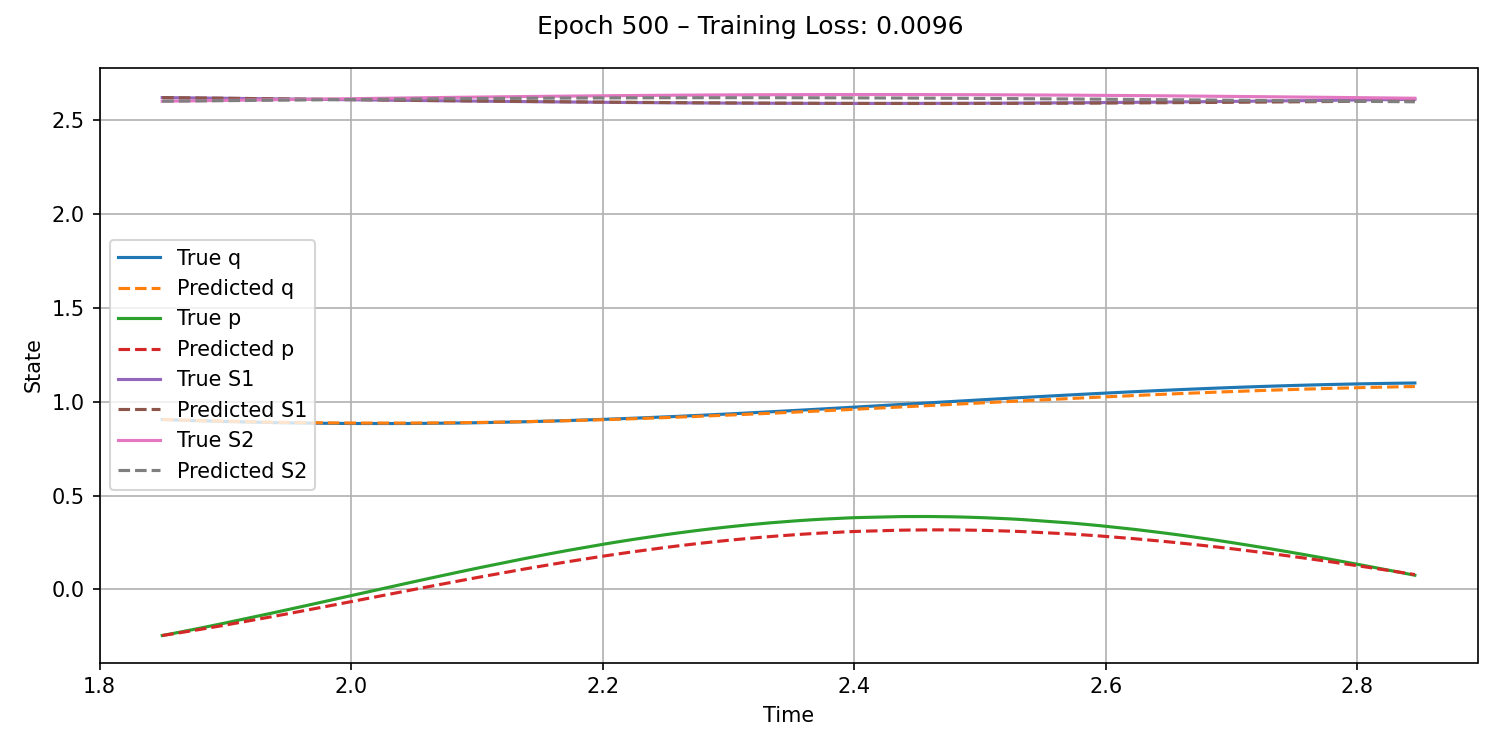 Epoch 500 – Training Loss: 0.0096
2.5
2.0
1.5
1.0
0.5
0.0
State
True q
Predicted q
True p
Predicted p
True S1
Predicted S1
True S2
Predicted S2
1.8 2.0 2.2 2.4 2.6 2.8
Time